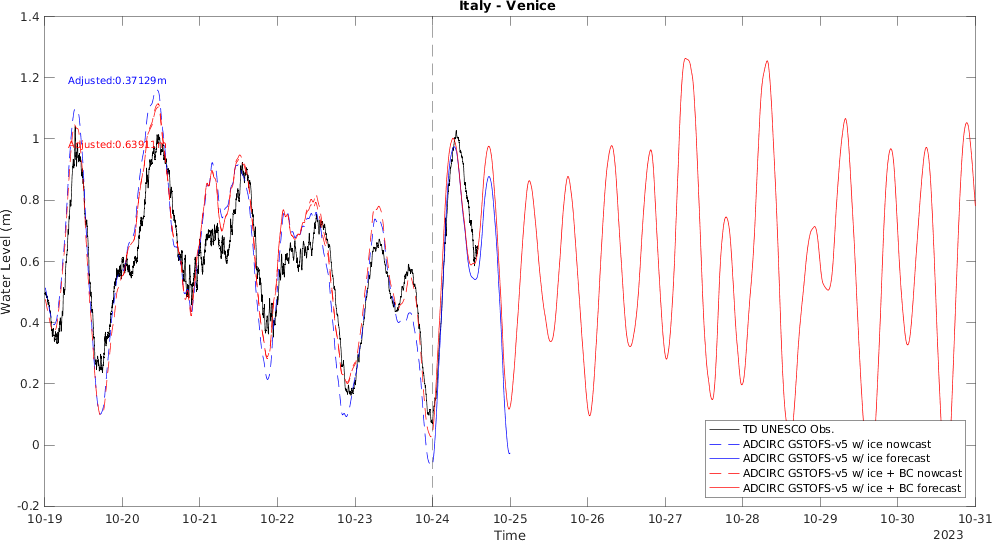 Italy - Venice
1.4
1.2
1
0.8
0.6
0.4
0.2
0
-0.2
Water Level (m)
Adjusted:0.37129m
Adjusted:0.63911m
TD UNESCO Obs.
ADCIRC GSTOFS-v5 w/ ice nowcast
ADCIRC GSTOFS-v5 w/ ice forecast
ADCIRC GSTOFS-v5 w/ ice + BC nowcast
ADCIRC GSTOFS-v5 w/ ice + BC forecast
10-19 10-20 10-21 10-22 10-23 10-24 10-25 10-26 10-27 10-28 10-29 10-30 10-31
Time
2023